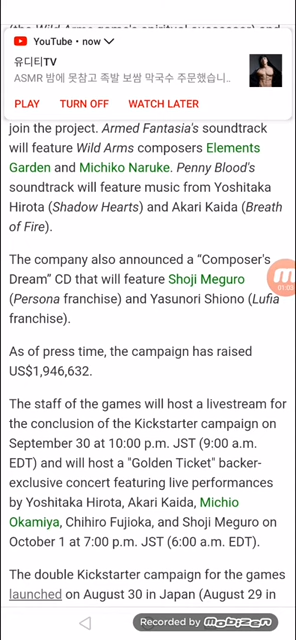 (the Wild Arms game's spiritual successor) and
YouTube • now
유디티TV
ASMR 밤에 못참고 족발 보쌈 막국수 주문했습니..
PLAY TURN OFF WATCH LATER
join the project. Armed Fantasia's soundtrack
will feature Wild Arms composers Elements
Garden and Michiko Naruke. Penny Blood's
soundtrack will feature music from Yoshitaka
Hirota (Shadow Hearts) and Akari Kaida (Breath
of Fire).
The company also announced a "Composer's
Dream" CD that will feature Shoji Meguro
(Persona franchise) and Yasunori Shiono (Lufia
franchise).
01:03
As of press time, the campaign has raised
US$1,946,632.
The staff of the games will host a livestream for
the conclusion of the Kickstarter campaign on
September 30 at 10:00 p.m. JST (9:00 a.m.
EDT) and will host a "Golden Ticket" backer-
exclusive concert featuring live performances
by Yoshitaka Hirota, Akari Kaida, Michio
Okamiya, Chihiro Fujioka, and Shoji Meguro on
October 1 at 7:00 p.m. JST (6:00 a.m. EDT).
The double Kickstarter campaign for the games
launched on August 30 in Japan (August 29 in
Recorded by mobizen